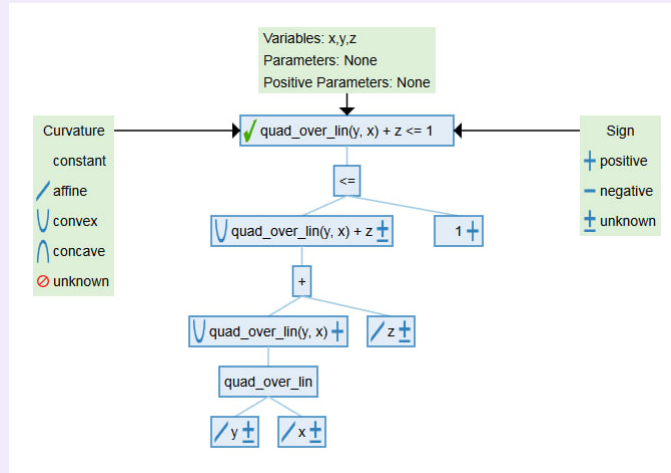 Variables: x,y,z
Parameters: None
Positive Parameters: None
Curvature
constant
affine
convex
concave
unknown
quad_over_lin(y, x) + z <= 1
Sign
positive
negative
unknown
<=
quad_over_lin(y, x) + z
1
+
quad_over_lin(y, x)
z
quad_over_lin
y
x